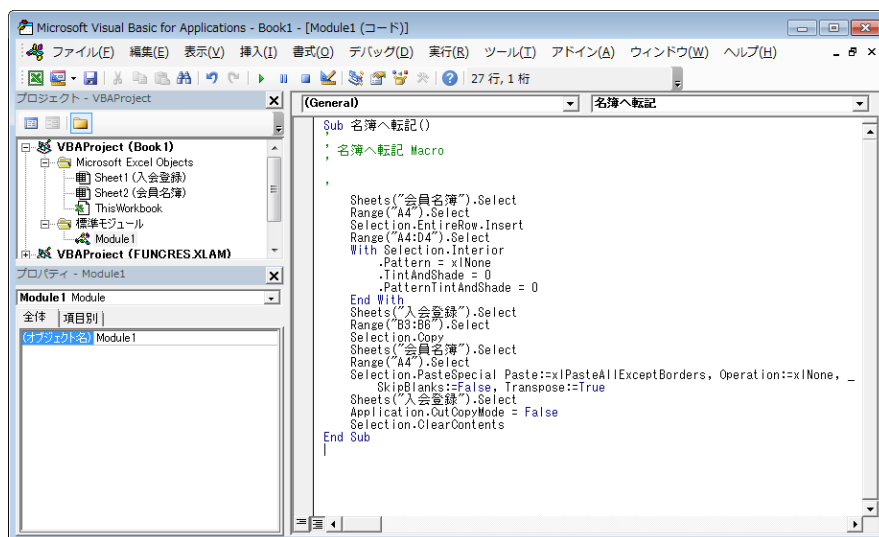 Microsoft Visual Basic for Applications - Book1 - [Module1 (コード)]
ファイル(F) 編集(E) 表示(V) 挿入(I) 書式(O) デバッグ(D) 実行(R) ツール(T) アドイン(A) ウィンドウ(W) ヘルプ(H)
27 行, 1 桁
プロジェクト - VBAProject
VBAProject (Book1)
Microsoft Excel Objects
Sheet1 (入会登録)
Sheet2 (会員名簿)
ThisWorkbook
標準モジュール
Module1
VBAProject (FUNCRES.XLAM)
プロパティ - Module1
Module1 Module
全体 項目別
(オブジェクト名) Module1
(General) 名簿へ転記
Sub 名簿へ転記()
'
' 名簿へ転記 Macro
'
Sheets("会員名簿").Select
Range("A4").Select
Selection.EntireRow.Insert
Range("A4:D4").Select
With Selection.Interior
.Pattern = xlNone
.TintAndShade = 0
.PatternTintAndShade = 0
End With
Sheets("入会登録").Select
Range("B3:B6").Select
Selection.Copy
Sheets("会員名簿").Select
Range("A4").Select
Selection.PasteSpecial Paste:=xlPasteAllExceptBorders, Operation:=xlNone, _
SkipBlanks:=False, Transpose:=True
Sheets("入会登録").Select
Application.CutCopyMode = False
Selection.ClearContents
End Sub